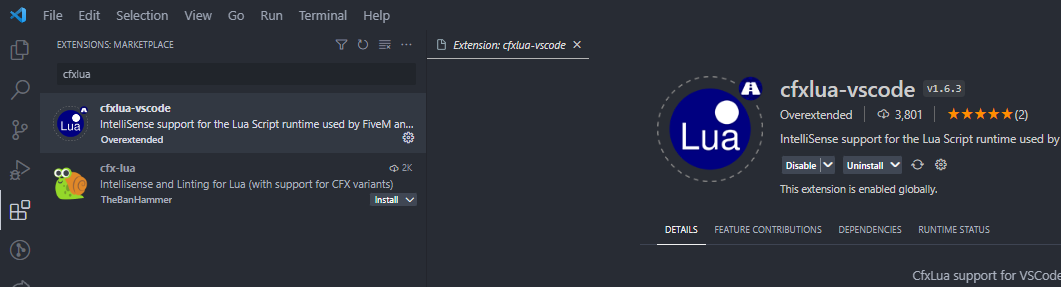 File Edit Selection View Go Run Terminal Help
EXTENSIONS: MARKETPLACE
cfxlua
cfxlua-vscode
IntelliSense support for the Lua Script runtime used by FiveM an...
Overextended
Lua
cfx-lua
2K
Intellisense and Linting for Lua (with support for CFX variants)
TheBanHammer
Install
Extension: cfxlua-vscode
Lua
cfxlua-vscode v1.6.3
Overextended 3,801 (2)
IntelliSense support for the Lua Script runtime used by
Disable Uninstall
This extension is enabled globally.
DETAILS FEATURE CONTRIBUTIONS DEPENDENCIES RUNTIME STATUS
CfxLua support for VSCode